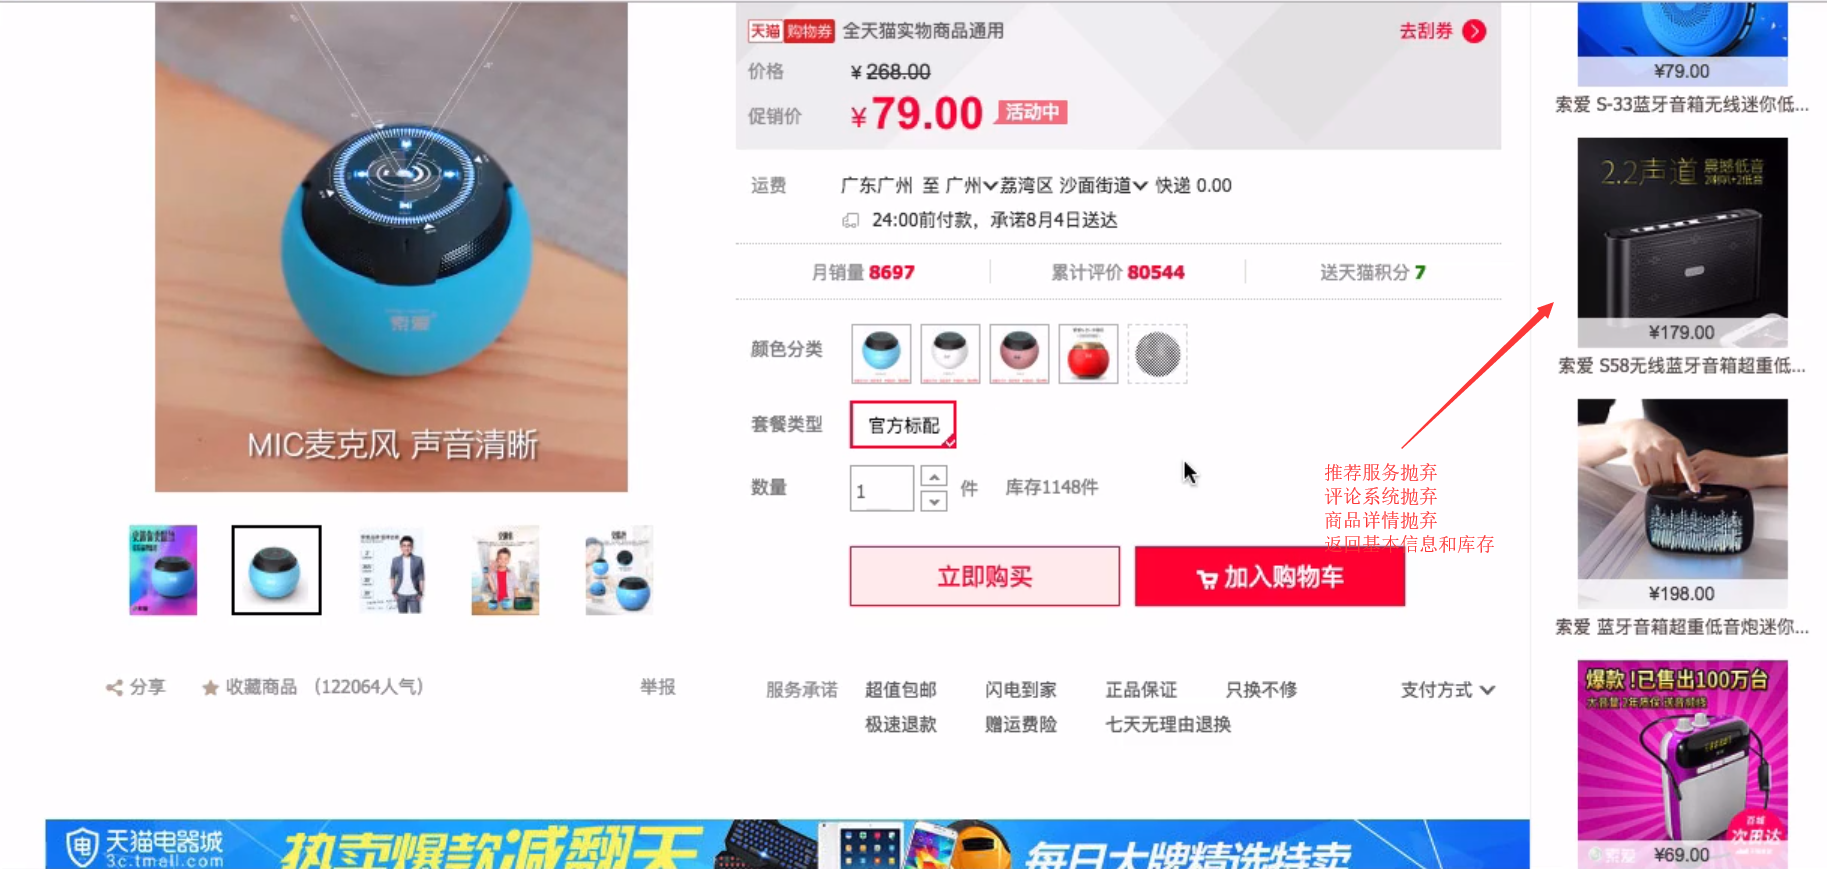 天猫 购物券 全天猫实物商品通用 去刮券
价格 ¥ 268.00
促销价 ¥ 79.00 活动中
运费 广东广州 至 广州 荔湾区 沙面街道 快递 0.00
24:00前付款，承诺8月4日送达
月销量 8697 累计评价 80544 送天猫积分 7
颜色分类
套餐类型 官方标配
数量 1 件 库存1148件
立即购买 加入购物车
服务承诺 超值包邮 闪电到家 正品保证 只换不修 支付方式
极速退款 赠运费险 七天无理由退换
索爱
MIC麦克风 声音清晰
分享 收藏商品 （122064人气） 举报
推荐服务抛弃
评论系统抛弃
商品详情抛弃
返回基本信息和库存
¥79.00
索爱 S-33蓝牙音箱无线迷你低...
2.2声道 震撼低音
¥179.00
索爱 S58无线蓝牙音箱超重低...
¥198.00
索爱 蓝牙音箱超重低音炮迷你...
爆款!已售出100万台
次日达
索爱 ¥69.00
天猫电器城
3c.tmall.com
热卖爆款减翻天
每日大牌精选特卖